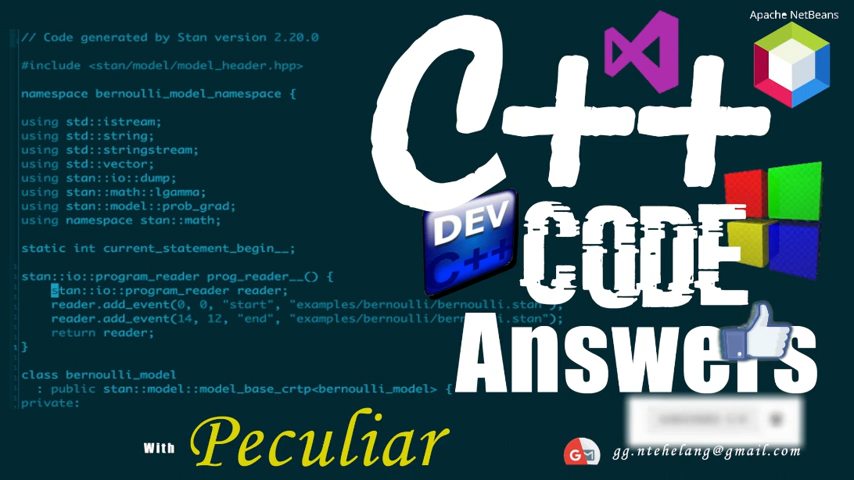 // Code generated by Stan version 2.20.0
#include <stan/model/model_header.hpp>
namespace bernoulli_model_namespace {
using std::istream;
using std::string;
using std::stringstream;
using std::vector;
using stan::io::dump;
using stan::math::lgamma;
using stan::model::prob_grad;
using namespace stan::math;
static int current_statement_begin__;
stan::io::program_reader prog_reader__() {
stan::io::program_reader reader;
reader.add_event(0, 0, "start", "examples/bernoulli/bernoulli.stan");
reader.add_event(14, 12, "end", "examples/bernoulli/bernoulli.stan");
return reader;
}
class bernoulli_model
: public stan::model::model_base_crtp<bernoulli_model> {
private:
Apache NetBeans
C++
DEV
C++
CODE
Answers
With Peculiar
gg.ntehelang@gmail.com